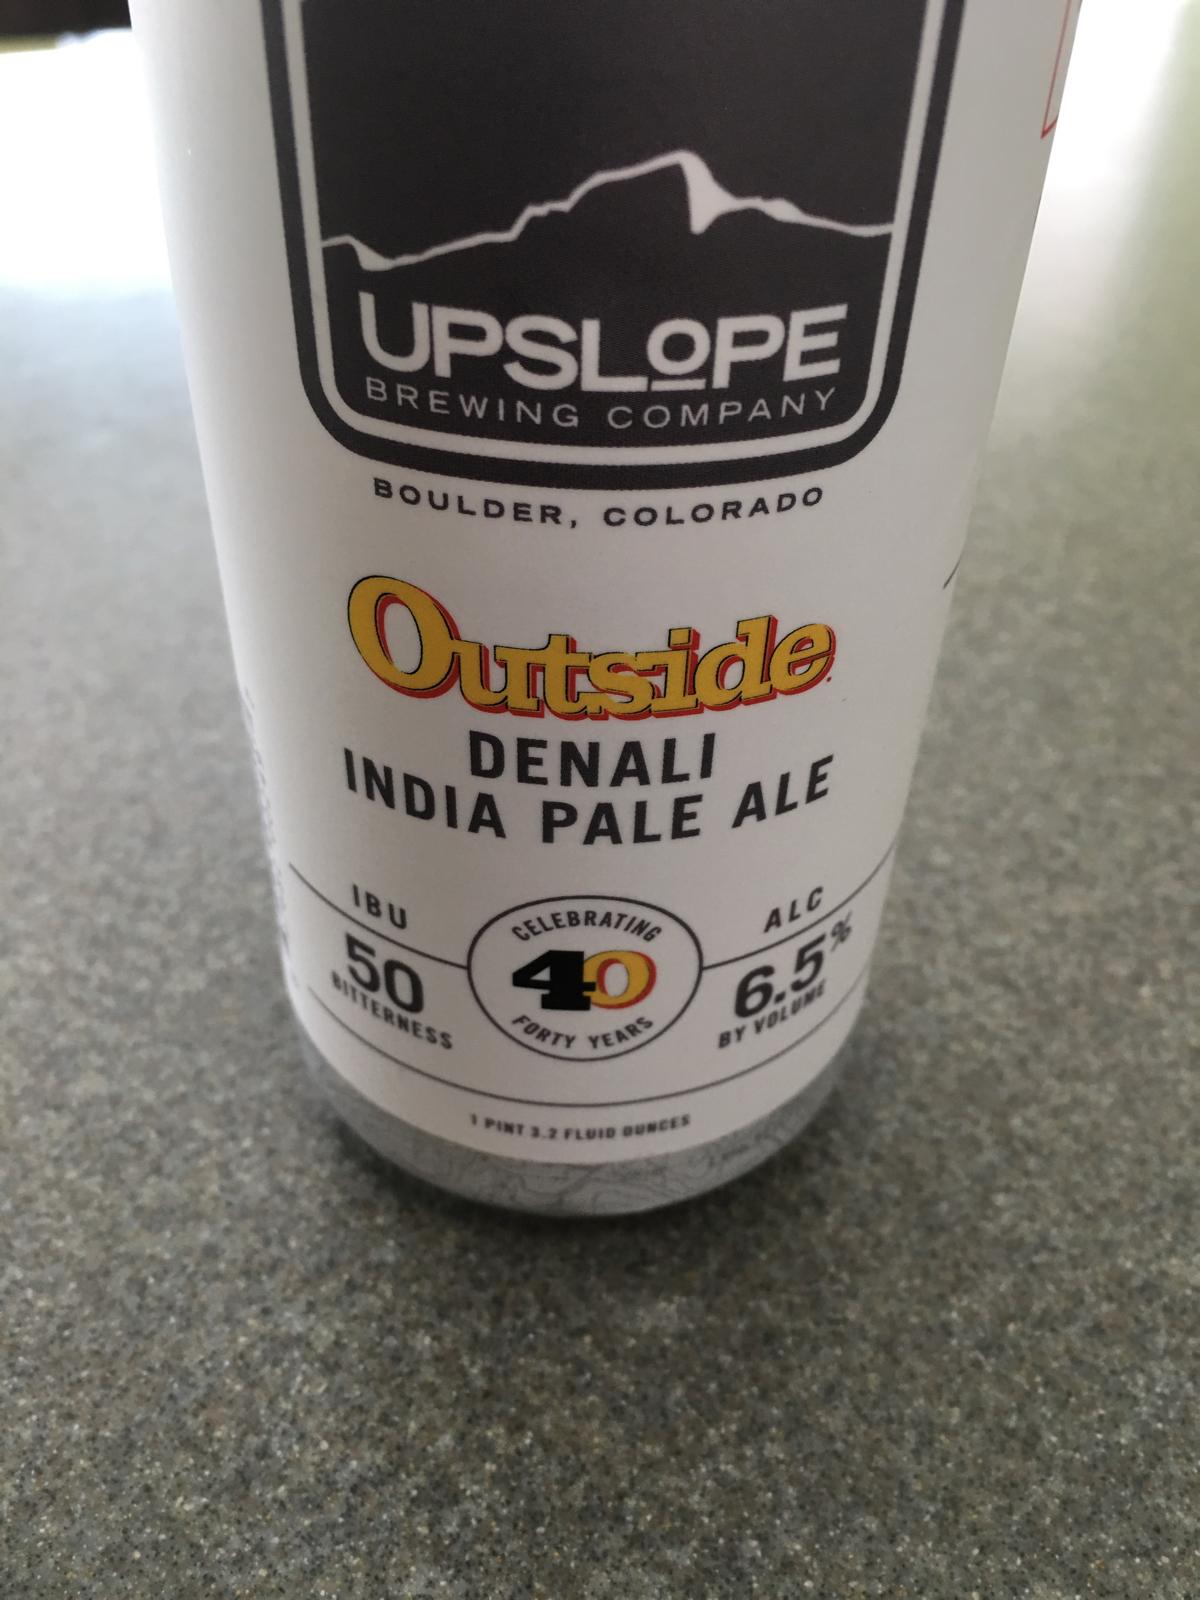 UPSLOPE
BREWING COMPANY
BOULDER, COLORADO
Outside
DENALI
INDIA PALE ALE
IBU
50
BITTERNESS
CELEBRATING
40
FORTY YEARS
ALC
6.5%
BY VOLUME
1 PINT 3.2 FLUID OUNCES